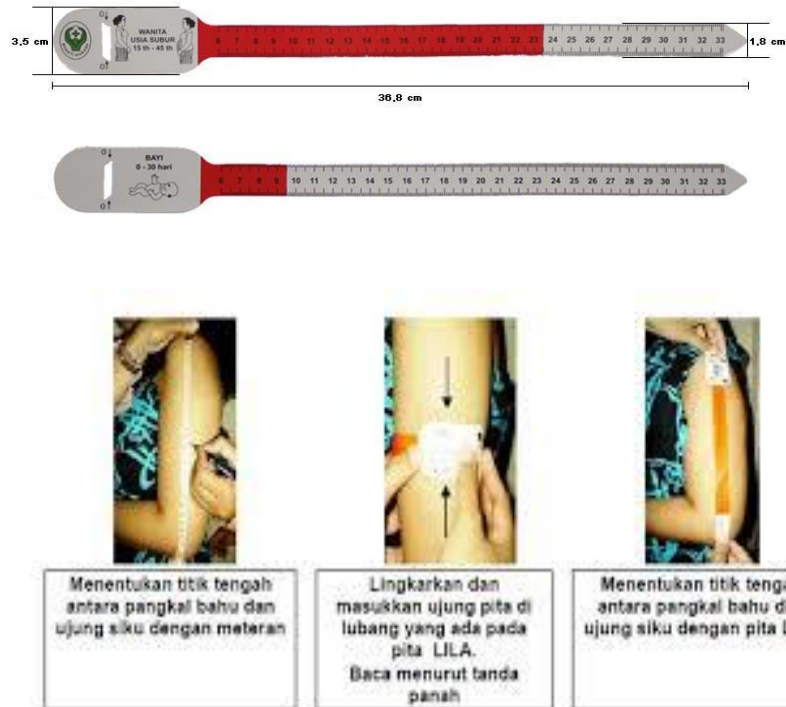 WANITA
USIA SUBUR
15 th - 45 th
0
0
6 7 8 9 10 11 12 13 14 15 16 17 18 19 20 21 22 23 24 25 26 27 28 29 30 31 32 33
3,5 cm
1,8 cm
36,8 cm
BAYI
0 - 30 hari
0
0
6 7 8 9 10 11 12 13 14 15 16 17 18 19 20 21 22 23 24 25 26 27 28 29 30 31 32 33
Menentukan titik tengah
antara pangkal bahu dan
ujung siku dengan meteran
Lingkarkan dan
masukkan ujung pita di
lubang yang ada pada
pita LILA.
Baca menurut tanda
panah
Menentukan titik tenga
antara pangkal bahu d
ujung siku dengan pita L